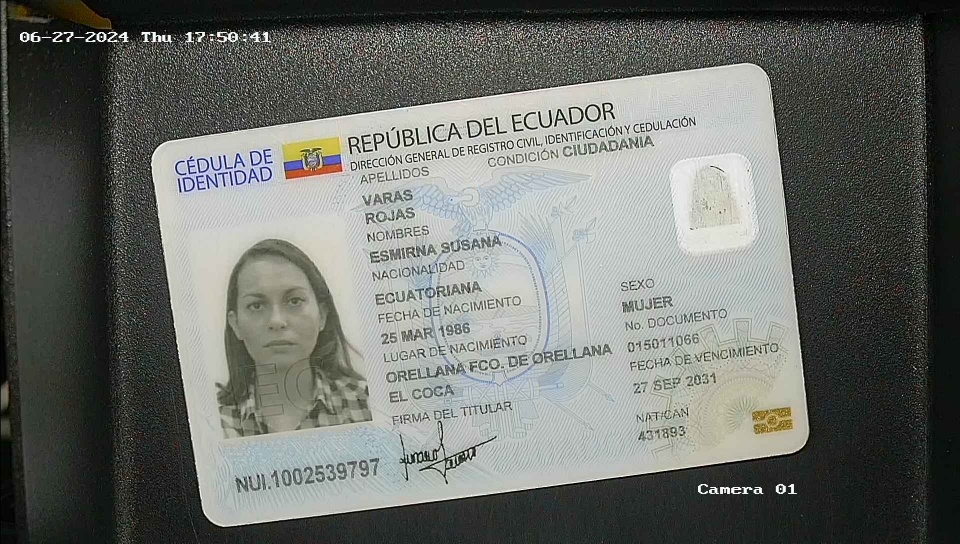 06-27-2024 Thu 17:50:41
CÉDULA DE
IDENTIDAD
REPÚBLICA DEL ECUADOR
DIRECCIÓN GENERAL DE REGISTRO CIVIL, IDENTIFICACIÓN Y CEDULACIÓN
APELLIDOS
CONDICIÓN CIUDADANIA
VARAS
ROJAS
NOMBRES
ESMIRNA SUSANA
NACIONALIDAD
ECUATORIANA
FECHA DE NACIMIENTO
25 MAR 1986
LUGAR DE NACIMIENTO
ORELLANA FCO. DE ORELLANA
EL COCA
FIRMA DEL TITULAR
SEXO
MUJER
No. DOCUMENTO
015011066
FECHA DE VENCIMIENTO
27 SEP 2031
NAT/CAN
431893
NUI.1002539797
Camera 01